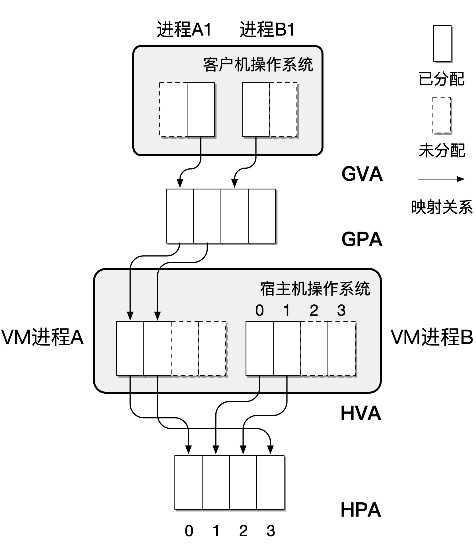 进程A1 进程B1
客户机操作系统
已分配
未分配
映射关系
GVA
GPA
宿主机操作系统
0 1 2 3
VM进程A
VM进程B
HVA
HPA
0 1 2 3